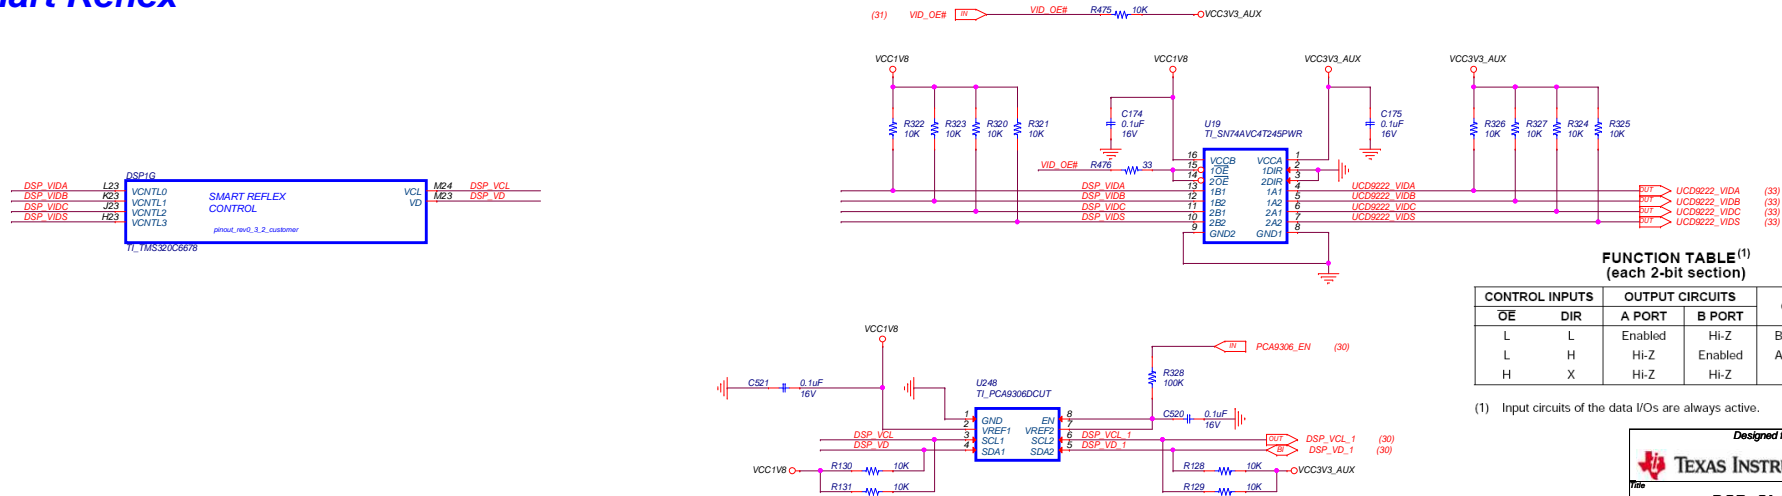 Reflex
(31) VID_OE# IN VID_OE# R475 10K VCC3V3_AUX
VCC1V8 VCC1V8 VCC3V3_AUX VCC3V3_AUX
R322 10K
R323 10K
R320 10K
R321 10K
C174 0.1uF 16V
U19
TI_SN74AVC4T245PWR
C175 0.1uF 16V
R326 10K
R327 10K
R324 10K
R325 10K
VID_OE# R476 33
16 VCCB VCCA 1
15 1OE 1DIR 2
14 2OE 2DIR 3
DSP_VIDA 13 1B1 1A1 4 UCD9222_VIDA OUT UCD9222_VIDA (33)
DSP_VIDB 12 1B2 1A2 5 UCD9222_VIDB OUT UCD9222_VIDB (33)
DSP_VIDC 11 2B1 2A1 6 UCD9222_VIDC OUT UCD9222_VIDC (33)
DSP_VIDS 10 2B2 2A2 7 UCD9222_VIDS OUT UCD9222_VIDS (33)
9 GND2 GND1 8
DSP1G
DSP_VIDA L23 VCNTL0 VCL M24 DSP_VCL
DSP_VIDB K23 VCNTL1 VD M23 DSP_VD
DSP_VIDC J23 VCNTL2
DSP_VIDS H23 VCNTL3
SMART REFLEX
CONTROL
pinout_rev0_3_2_customer
TI_TMS320C6678
FUNCTION TABLE(1)
(each 2-bit section)
CONTROL INPUTS OUTPUT CIRCUITS
OE DIR A PORT B PORT
L L Enabled Hi-Z B
L H Hi-Z Enabled A
H X Hi-Z Hi-Z
(1) Input circuits of the data I/Os are always active.
VCC1V8
IN PCA9306_EN (30)
C521 0.1uF 16V
U248
TI_PCA9306DCUT
R328 100K
C520 0.1uF 16V
1 GND EN 8
2 VREF1 VREF2 7
DSP_VCL 3 SCL1 SCL2 6 DSP_VCL_1 OUT DSP_VCL_1 (30)
DSP_VD 4 SDA1 SDA2 5 DSP_VD_1 BI DSP_VD_1 (30)
VCC1V8 R130 10K R128 10K VCC3V3_AUX
R131 10K R129 10K
Designed
TEXAS INSTR
Title